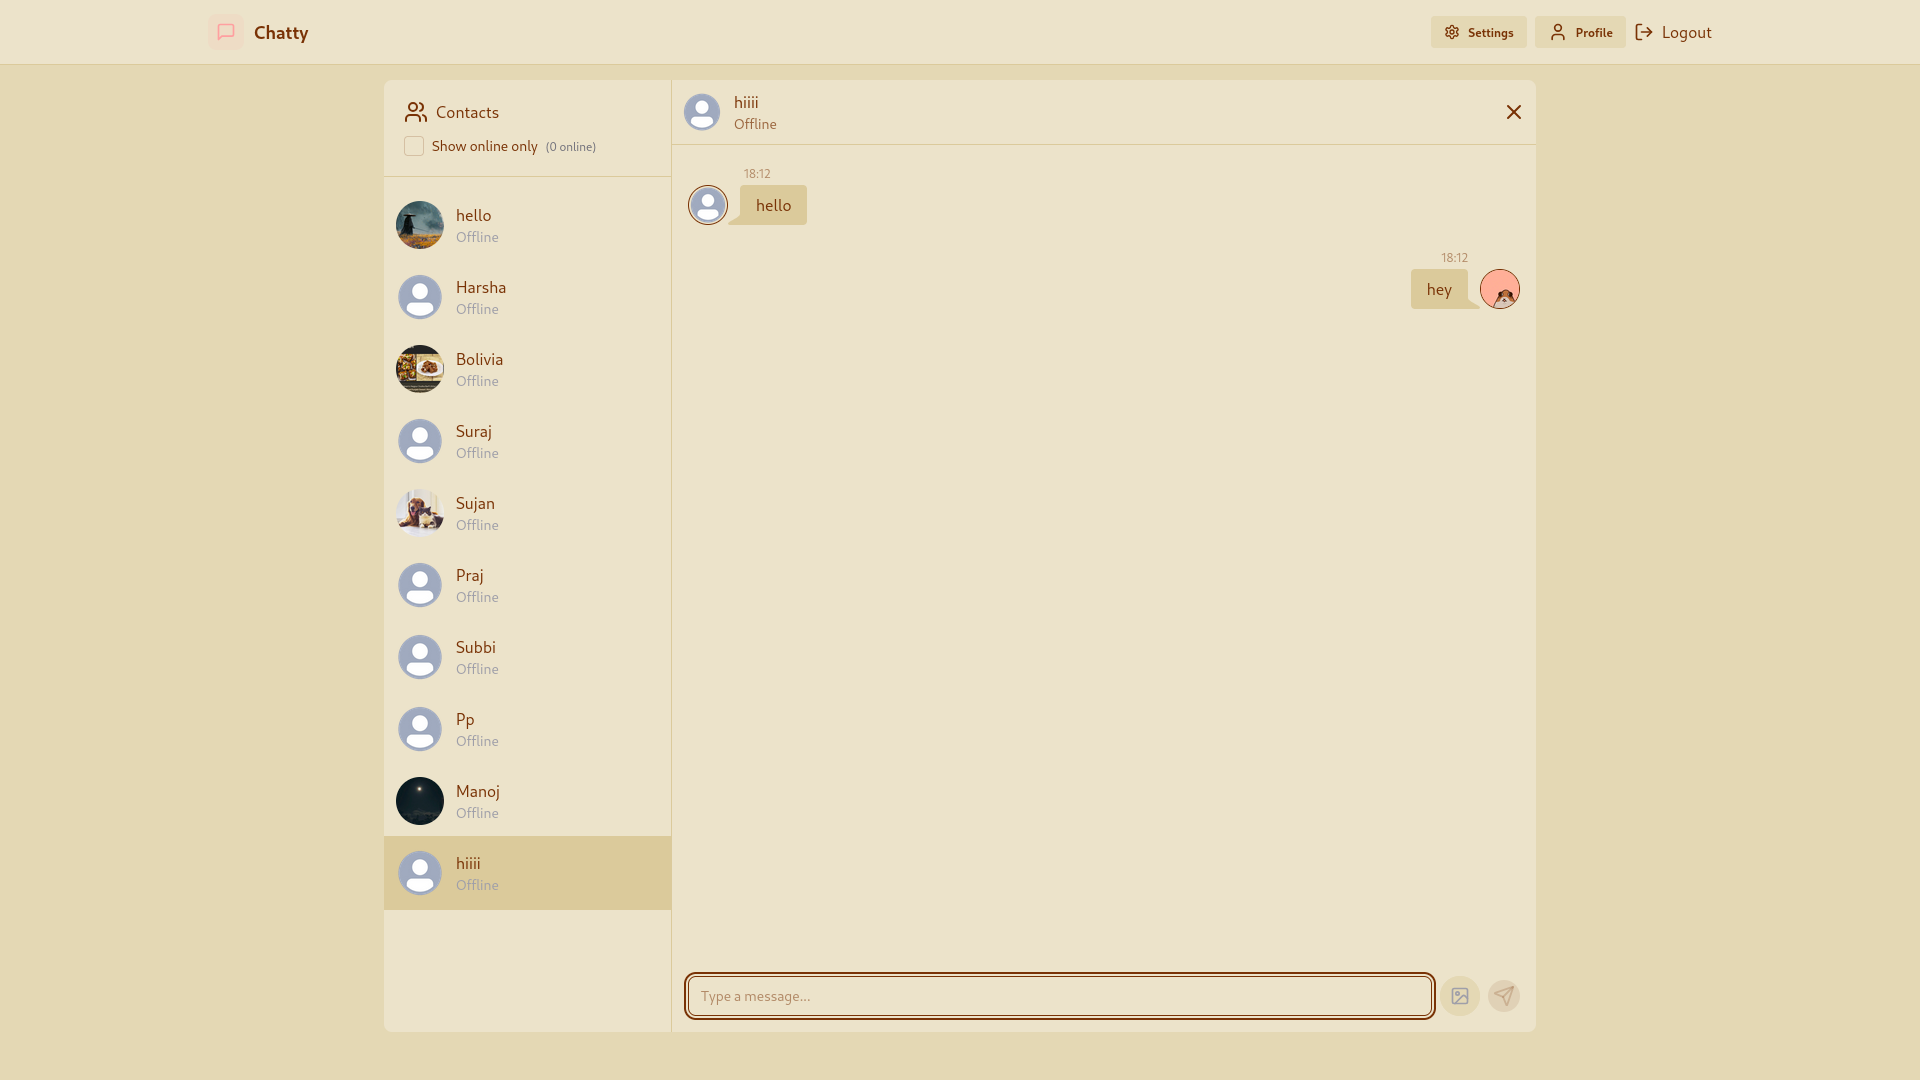 Chatty
Settings
Profile
Logout
Contacts
Show online only (0 online)
hello
Offline
Harsha
Offline
Bolivia
Offline
Suraj
Offline
Sujan
Offline
Praj
Offline
Subbi
Offline
Pp
Offline
Manoj
Offline
hiiii
Offline
hiiii
Offline
18:12
hello
18:12
hey
Type a message...